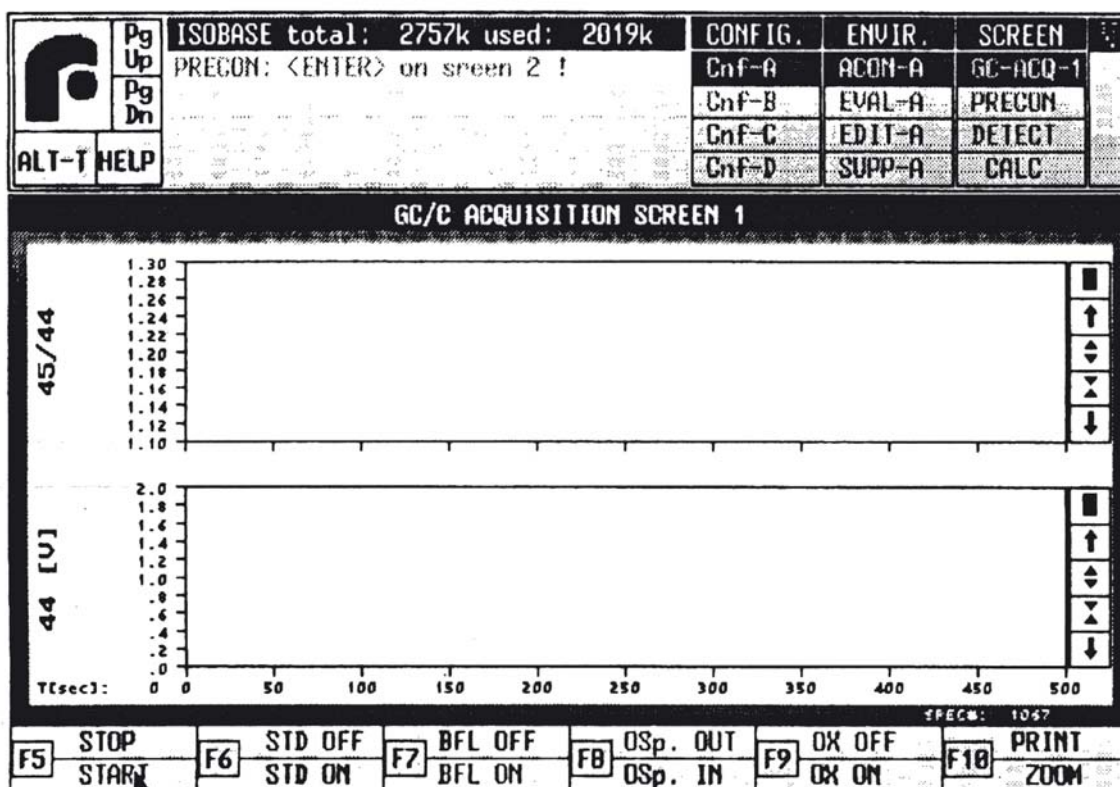 Pg Up
Pg Dn
ALT-T HELP
ISOBASE total: 2757k used: 2019k
PRECON: <ENTER> on sreen 2 !
CONFIG. ENVIR. SCREEN
Cnf-A ACON-A GC-ACQ-1
Cnf-B EVAL-A PRECON
Cnf-C EDIT-A DETECT
Cnf-D SUPP-A CALC
GC/C ACQUISITION SCREEN 1
45/44
1.30
1.28
1.26
1.24
1.22
1.20
1.18
1.16
1.14
1.12
1.10
44 [V]
2.0
1.8
1.6
1.4
1.2
1.0
.8
.6
.4
.2
.0
T[sec]: 0 0 50 100 150 200 250 300 350 400 450 500
SPEC#: 1067
F5 STOP START
F6 STD OFF STD ON
F7 BFL OFF BFL ON
F8 OSp. OUT OSp. IN
F9 OX OFF OX ON
F10 PRINT ZOOM